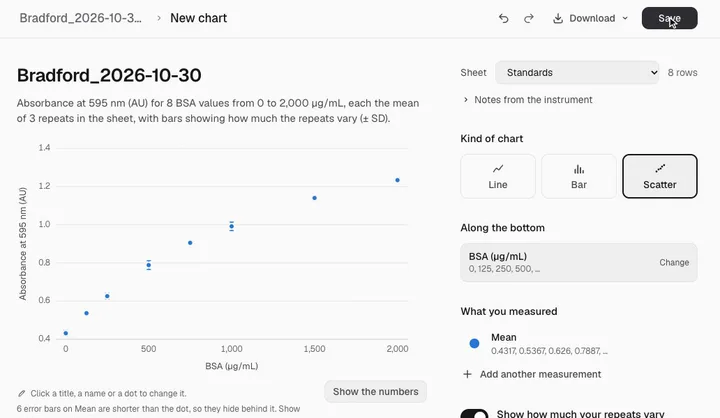 Bradford_2026-10-3… › New chart
Download
Save
Bradford_2026-10-30
Absorbance at 595 nm (AU) for 8 BSA values from 0 to 2,000 µg/mL, each the mean
of 3 repeats in the sheet, with bars showing how much the repeats vary (± SD).
1.4
1.2
1.0
0.8
0.6
0.4
Absorbance at 595 nm (AU)
0 500 1,000 1,500 2,000
BSA (µg/mL)
Click a title, a name or a dot to change it.
Show the numbers
6 error bars on Mean are shorter than the dot, so they hide behind it. Show
Sheet Standards 8 rows
Notes from the instrument
Kind of chart
Line Bar Scatter
Along the bottom
BSA (µg/mL)
0, 125, 250, 500, …
Change
What you measured
Mean
0.4317, 0.5367, 0.626, 0.7887, …
Add another measurement
Show how much your repeats vary